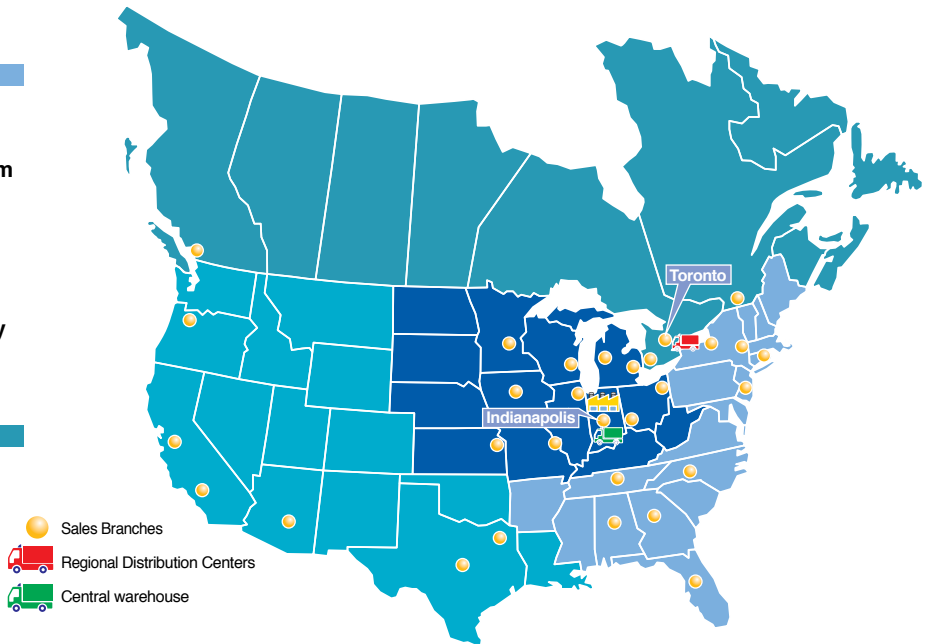 m
y
Toronto
Indianapolis
Sales Branches
Regional Distribution Centers
Central warehouse